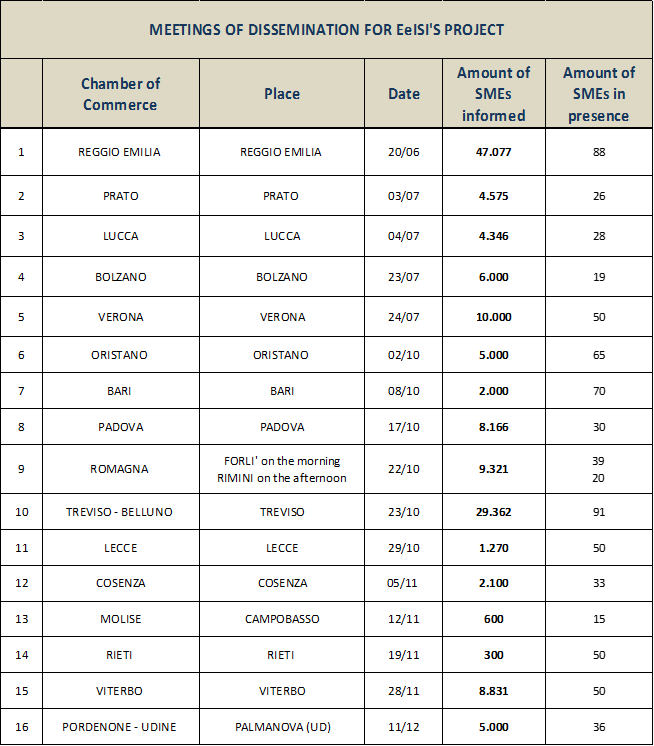 MEETINGS OF DISSEMINATION FOR EeISI'S PROJECT
Chamber of Commerce Place Date Amount of SMEs informed Amount of SMEs in presence
1 REGGIO EMILIA REGGIO EMILIA 20/06 47.077 88
2 PRATO PRATO 03/07 4.575 26
3 LUCCA LUCCA 04/07 4.346 28
4 BOLZANO BOLZANO 23/07 6.000 19
5 VERONA VERONA 24/07 10.000 50
6 ORISTANO ORISTANO 02/10 5.000 65
7 BARI BARI 08/10 2.000 70
8 PADOVA PADOVA 17/10 8.166 30
9 ROMAGNA FORLI' on the morning RIMINI on the afternoon 22/10 9.321 39 20
10 TREVISO - BELLUNO TREVISO 23/10 29.362 91
11 LECCE LECCE 29/10 1.270 50
12 COSENZA COSENZA 05/11 2.100 33
13 MOLISE CAMPOBASSO 12/11 600 15
14 RIETI RIETI 19/11 300 50
15 VITERBO VITERBO 28/11 8.831 50
16 PORDENONE - UDINE PALMANOVA (UD) 11/12 5.000 36